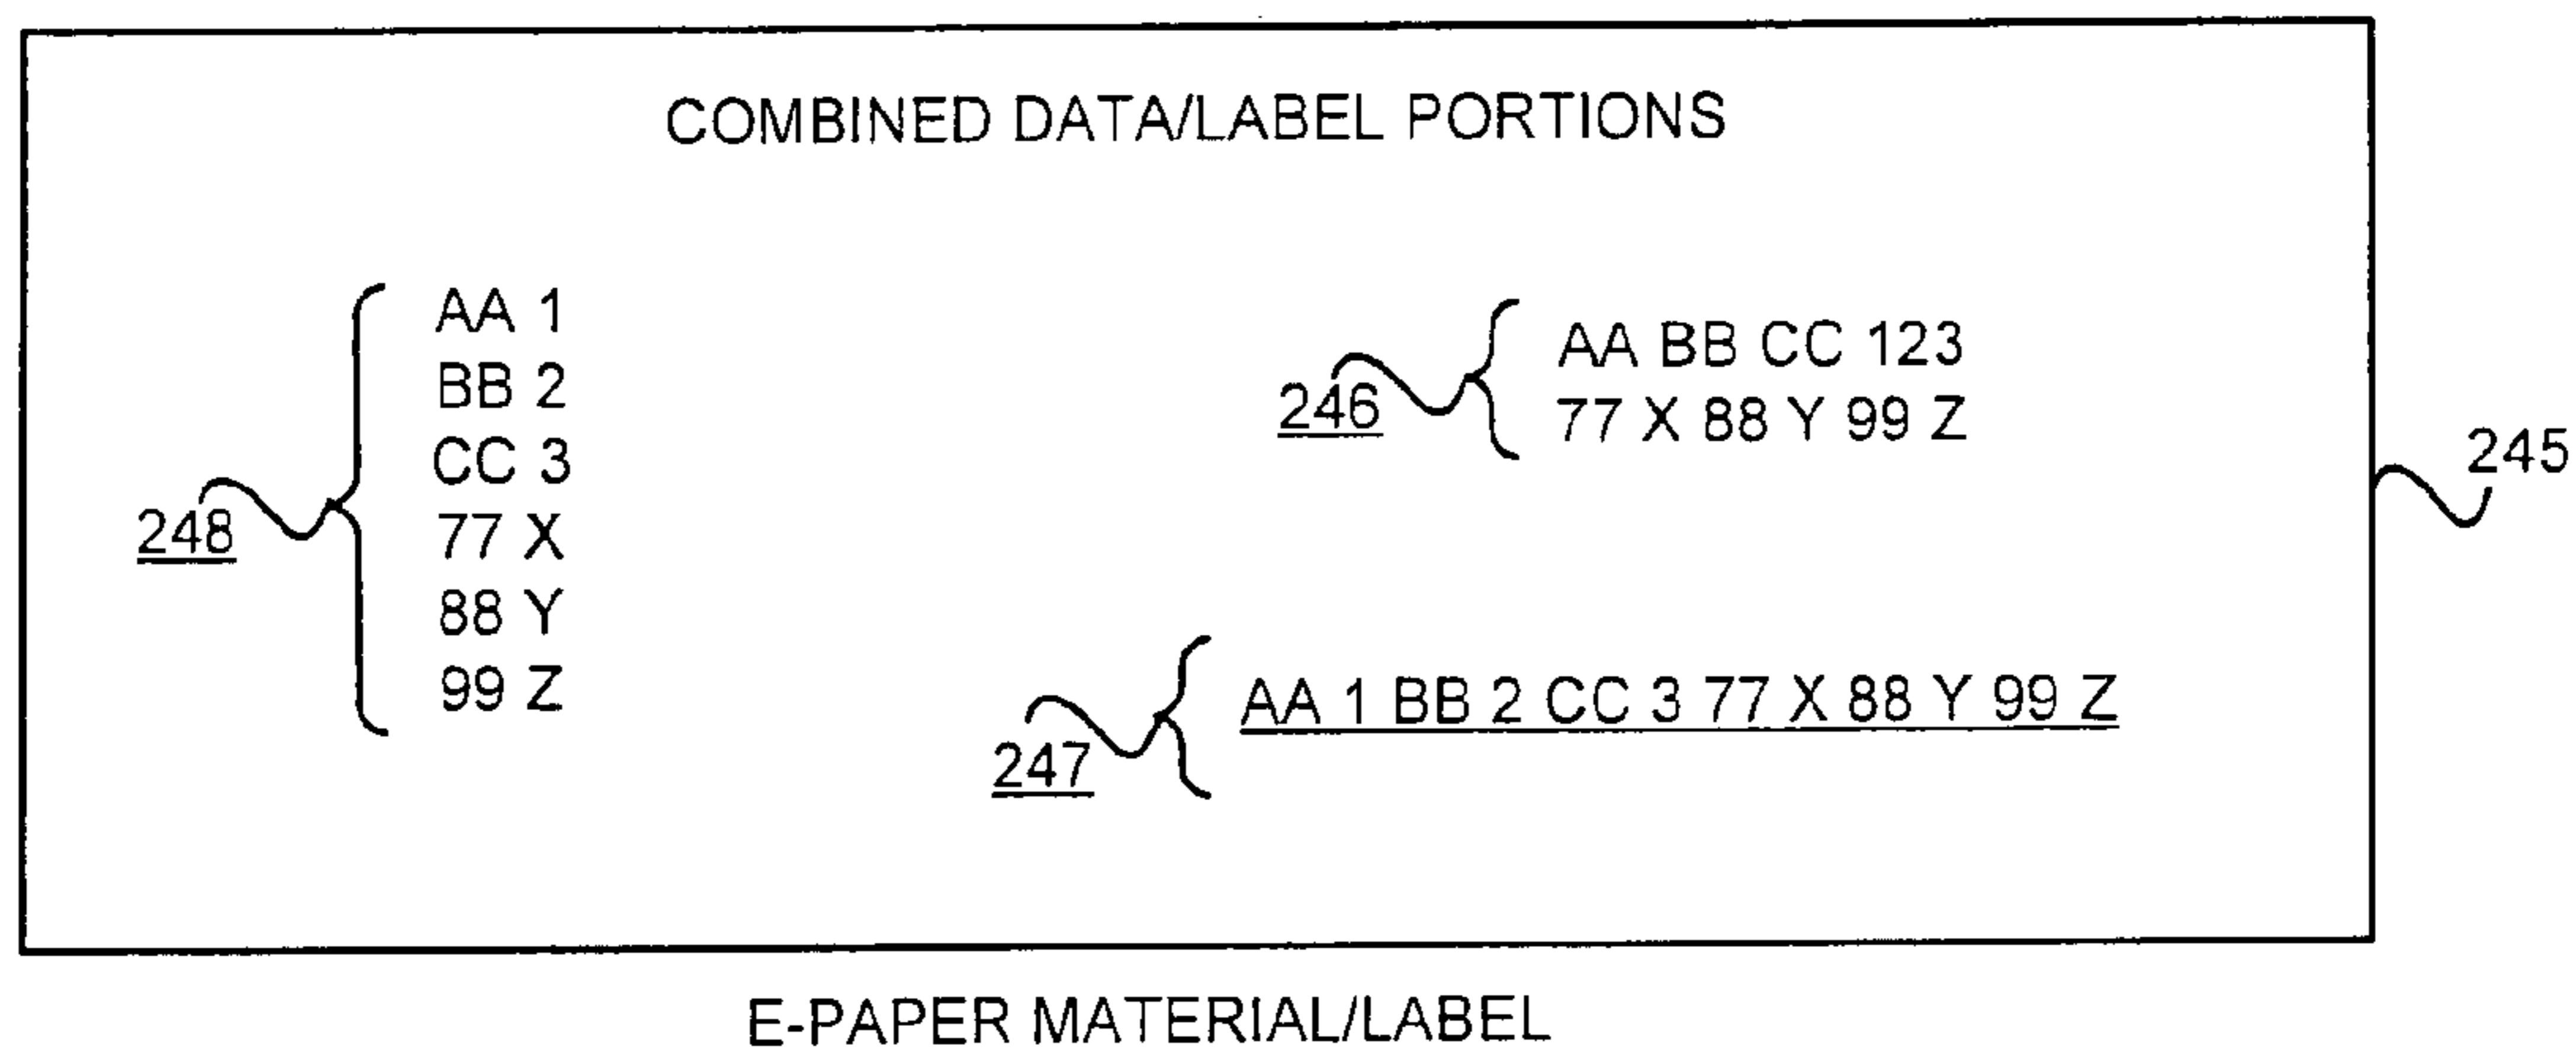 COMBINED DATA/LABEL PORTIONS
248
AA 1
BB 2
CC 3
77 X
88 Y
99 Z
246
AA BB CC 123
77 X 88 Y 99 Z
245
247
AA 1 BB 2 CC 3 77 X 88 Y 99 Z
E-PAPER MATERIAL/LABEL